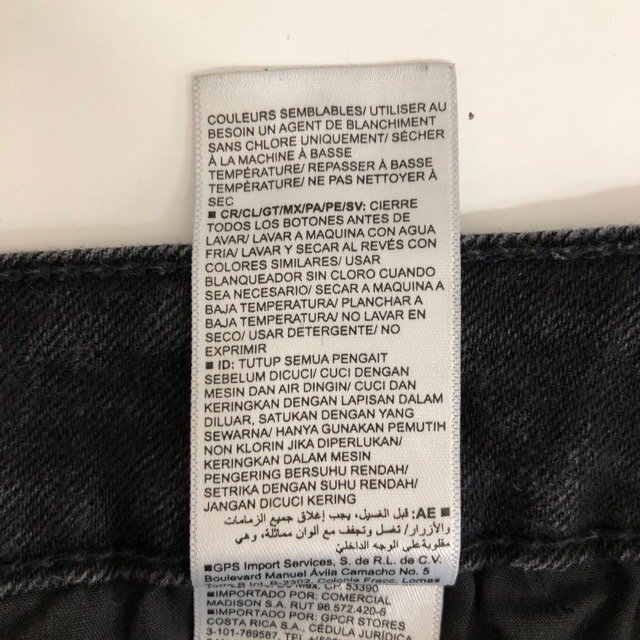 COULEURS SEMBLABLES/ UTILISER AU
BESOIN UN AGENT DE BLANCHIMENT
SANS CHLORE UNIQUEMENT/ SÉCHER
À LA MACHINE À BASSE
TEMPÉRATURE/ REPASSER À BASSE
TEMPÉRATURE/ NE PAS NETTOYER À
SEC
■ CR/CL/GT/MX/PA/PE/SV: CIERRE
TODOS LOS BOTONES ANTES DE
LAVAR/ LAVAR A MAQUINA CON AGUA
FRIA/ LAVAR Y SECAR AL REVÉS CON
COLORES SIMILARES/ USAR
BLANQUEADOR SIN CLORO CUANDO
SEA NECESARIO/ SECAR A MAQUINA A
BAJA TEMPERATURA/ PLANCHAR A
BAJA TEMPERATURA/ NO LAVAR EN
SECO/ USAR DETERGENTE/ NO
EXPRIMIR
■ ID: TUTUP SEMUA PENGAIT
SEBELUM DICUCI/ CUCI DENGAN
MESIN DAN AIR DINGIN/ CUCI DAN
KERINGKAN DENGAN LAPISAN DALAM
DILUAR, SATUKAN DENGAN YANG
SEWARNA/ HANYA GUNAKAN PEMUTIH
NON KLORIN JIKA DIPERLUKAN/
KERINGKAN DALAM MESIN
PENGERING BERSUHU RENDAH/
SETRIKA DENGAN SUHU RENDAH/
JANGAN DICUCI KERING
■ AE: قبل الغسيل، يجب إغلاق جميع الزمامات
والأزرار/ تغسل وتجفف مع ألوان مماثلة، وهي
مقلوبة على الوجه الداخلي
■GPS Import Services, S. de R.L. de C.V.
Boulevard Manuel Ávila Camacho No. 5
Colonia Lomas
53390
■IMPORTADO POR: COMERCIAL
MADISON S.A. RUT 96.572.420-6
■IMPORTADO POR: GPCR STORES
COSTA RICA S.A. CÉDULA JURÍDICA
3-101-769587,